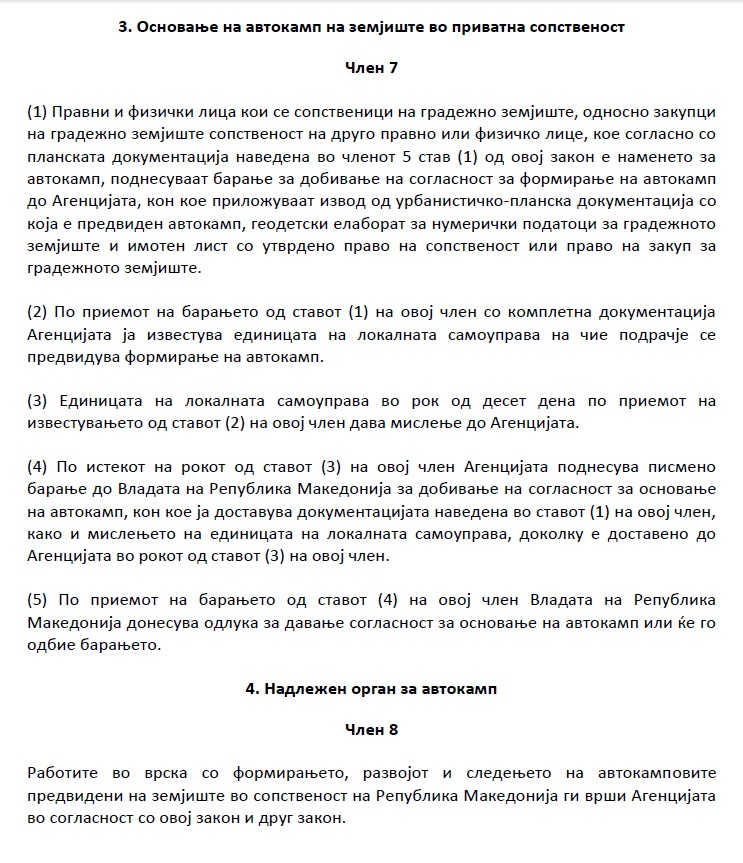 3. Основање на автокамп на земјиште во приватна сопственост
Член 7
(1) Правни и физички лица кои се сопственици на градежно земјиште, односно закупци
на градежно земјиште сопственост на друго правно или физичко лице, кое согласно со
планската документација наведена во членот 5 став (1) од овој закон е наменето за
автокамп, поднесуваат барање за добивање на согласност за формирање на автокамп
до Агенцијата, кон кое приложуваат извод од урбанистичко-планска документација со
која е предвиден автокамп, геодетски елаборат за нумерички податоци за градежното
земјиште и имотен лист со утврдено право на сопственост или право на закуп за
градежното земјиште.
(2) По приемот на барањето од ставот (1) на овој член со комплетна документација
Агенцијата ја известува единицата на локалната самоуправа на чие подрачје се
предвидува формирање на автокамп.
(3) Единицата на локалната самоуправа во рок од десет дена по приемот на
известувањето од ставот (2) на овој член дава мислење до Агенцијата.
(4) По истекот на рокот од ставот (3) на овој член Агенцијата поднесува писмено
барање до Владата на Република Македонија за добивање на согласност за основање
на автокамп, кон кое ја доставува документацијата наведена во ставот (1) на овој член,
како и мислењето на единицата на локалната самоуправа, доколку е доставено до
Агенцијата во рокот од ставот (3) на овој член.
(5) По приемот на барањето од ставот (4) на овој член Владата на Република
Македонија донесува одлука за давање согласност за основање на автокамп или ќе го
одбие барањето.
4. Надлежен орган за автокамп
Член 8
Работите во врска со формирањето, развојот и следењето на автокамповите
предвидени на земјиште во сопственост на Република Македонија ги врши Агенцијата
во согласност со овој закон и друг закон.